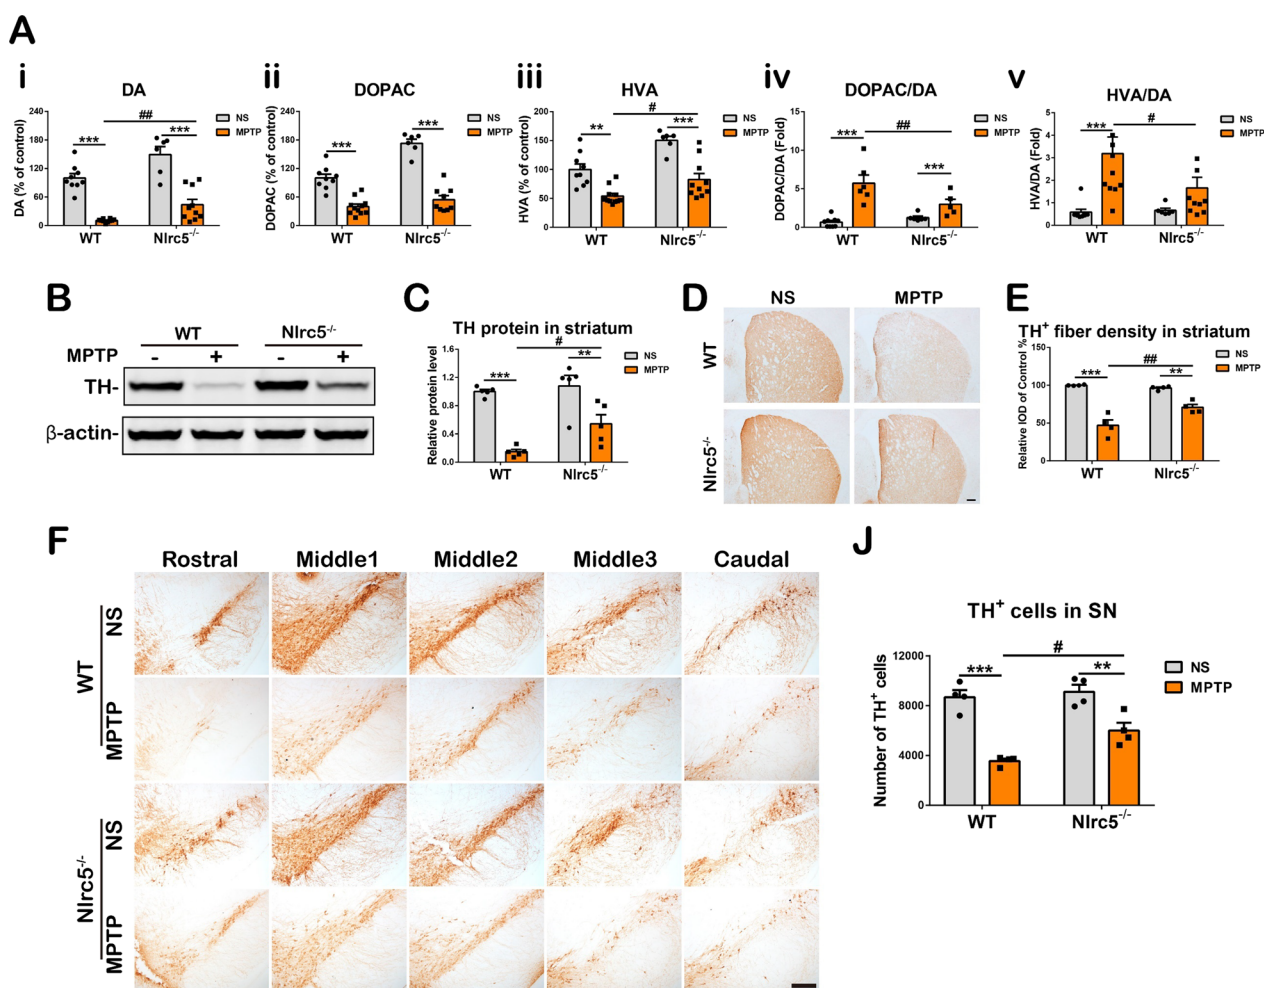 A
i
DA
DA (% of control)
240
180
120
60
0
***
##
***
NS
MPTP
WT
Nlrc5-/-
ii
DOPAC
DOPAC (% of control)
240
180
120
60
0
***
***
NS
MPTP
WT
Nlrc5-/-
iii
HVA
HVA (% of control)
200
150
100
50
0
**
#
***
NS
MPTP
WT
Nlrc5-/-
iv
DOPAC/DA
DOPAC/DA (Fold)
15
10
5
0
***
##
***
NS
MPTP
WT
Nlrc5-/-
v
HVA/DA
HVA/DA (Fold)
5
4
3
2
1
0
***
#
NS
MPTP
WT
Nlrc5-/-
B
WT Nlrc5-/-
MPTP - + - +
TH-
β-actin-
C
TH protein in striatum
Relative protein level
1.6
1.2
0.8
0.4
0.0
***
#
**
NS
MPTP
WT
Nlrc5-/-
D
NS MPTP
WT
Nlrc5-/-
E
TH+ fiber density in striatum
Relative IOD of Control %
150
100
50
0
***
##
**
NS
MPTP
WT
Nlrc5-/-
F
Rostral Middle1 Middle2 Middle3 Caudal
WT
NS
MPTP
Nlrc5-/-
NS
MPTP
J
TH+ cells in SN
Number of TH+ cells
12000
8000
4000
0
***
#
**
NS
MPTP
WT
Nlrc5-/-